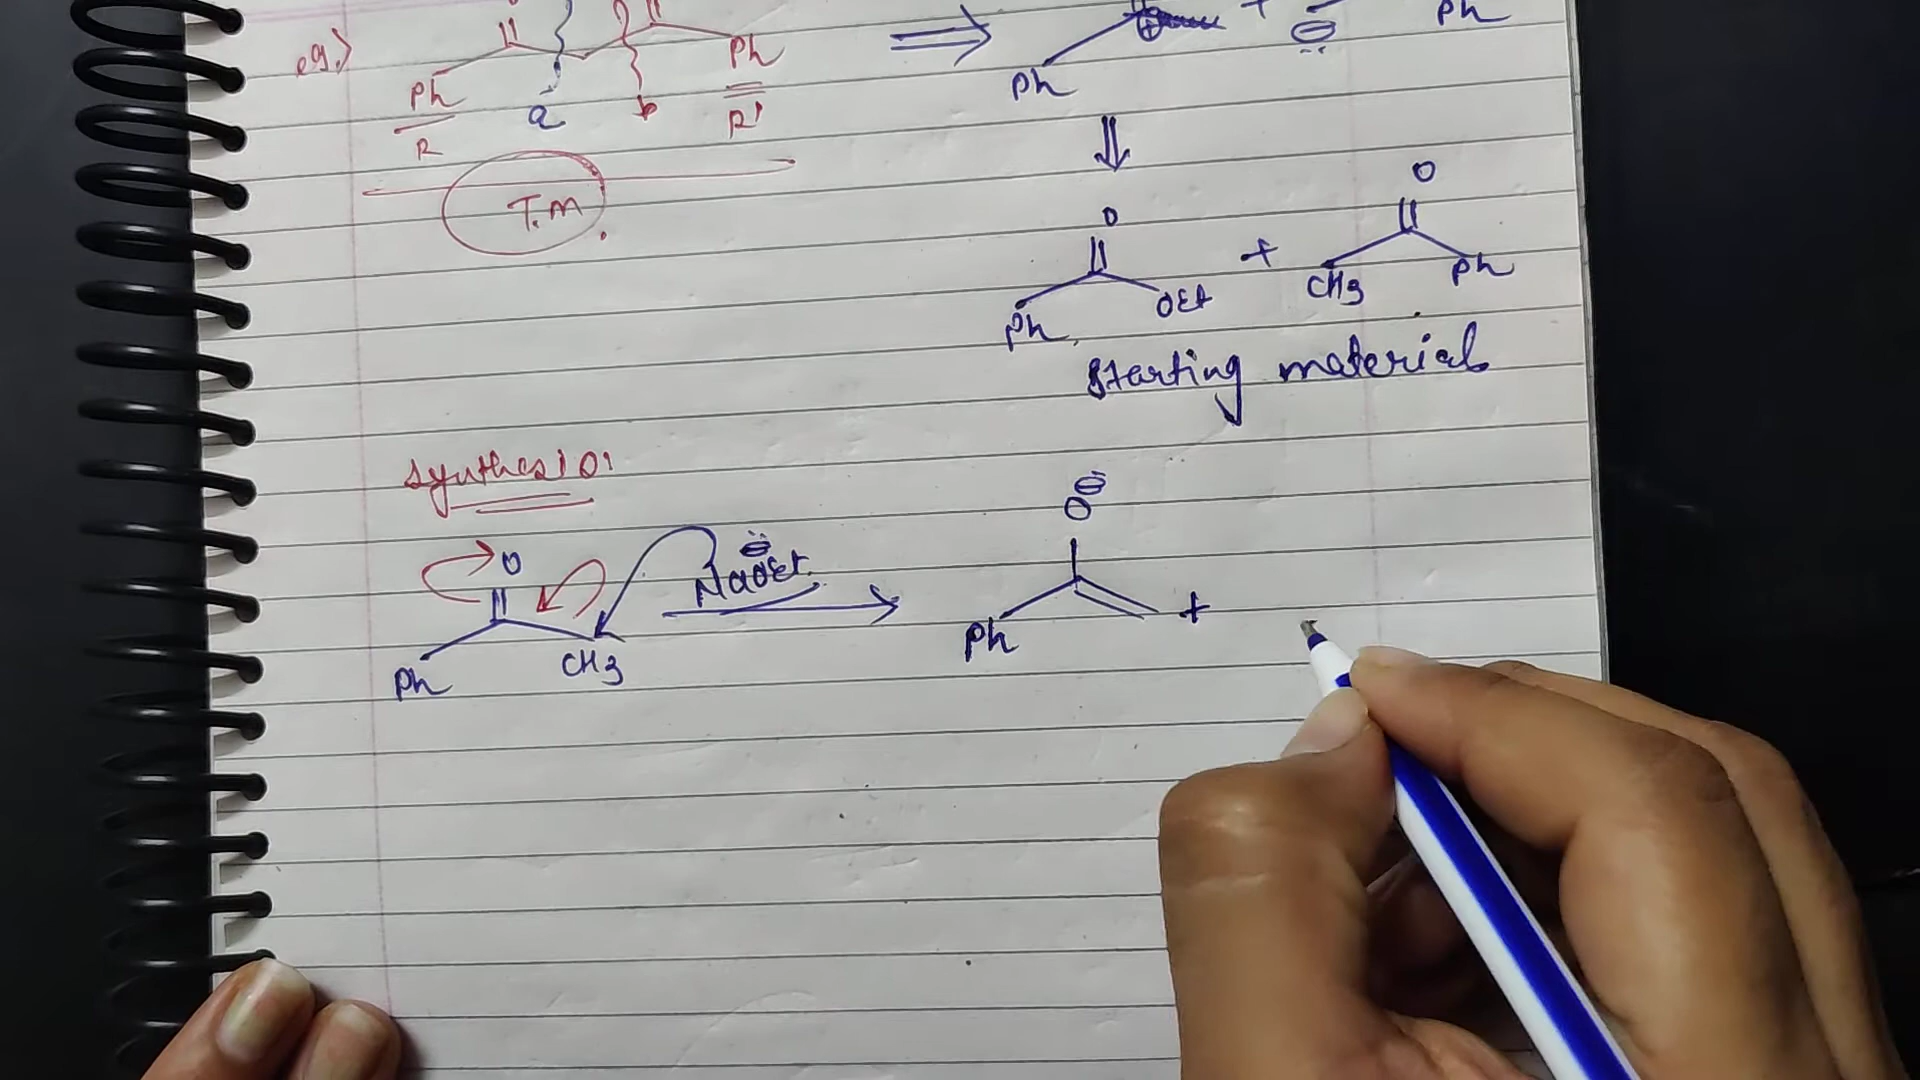 eg.)
Ph
R
a
b
Ph
R'
T.M.
Ph
⊕
+
⊖
Ph
O
Ph
OEt
+
O
CH3
Ph
starting material
synthesis:
O
Ph
CH3
NaOEt
⊖
⊖
O
Ph
+